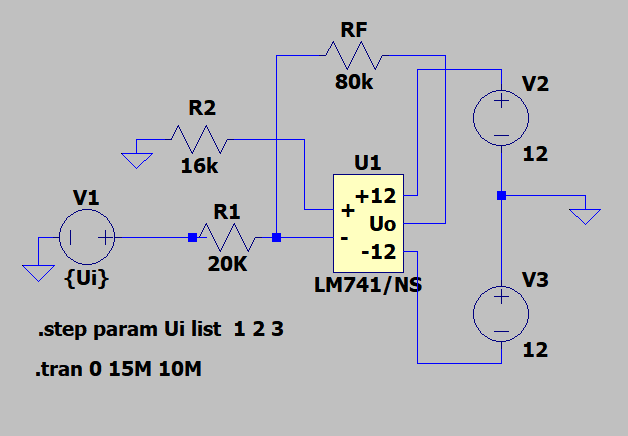 RF
80k
V2
+
12
R2
16k
U1
+12
+
Uo
-
-12
LM741/NS
V1
+
{Ui}
R1
20K
V3
+
12
.step param Ui list 1 2 3
.tran 0 15M 10M